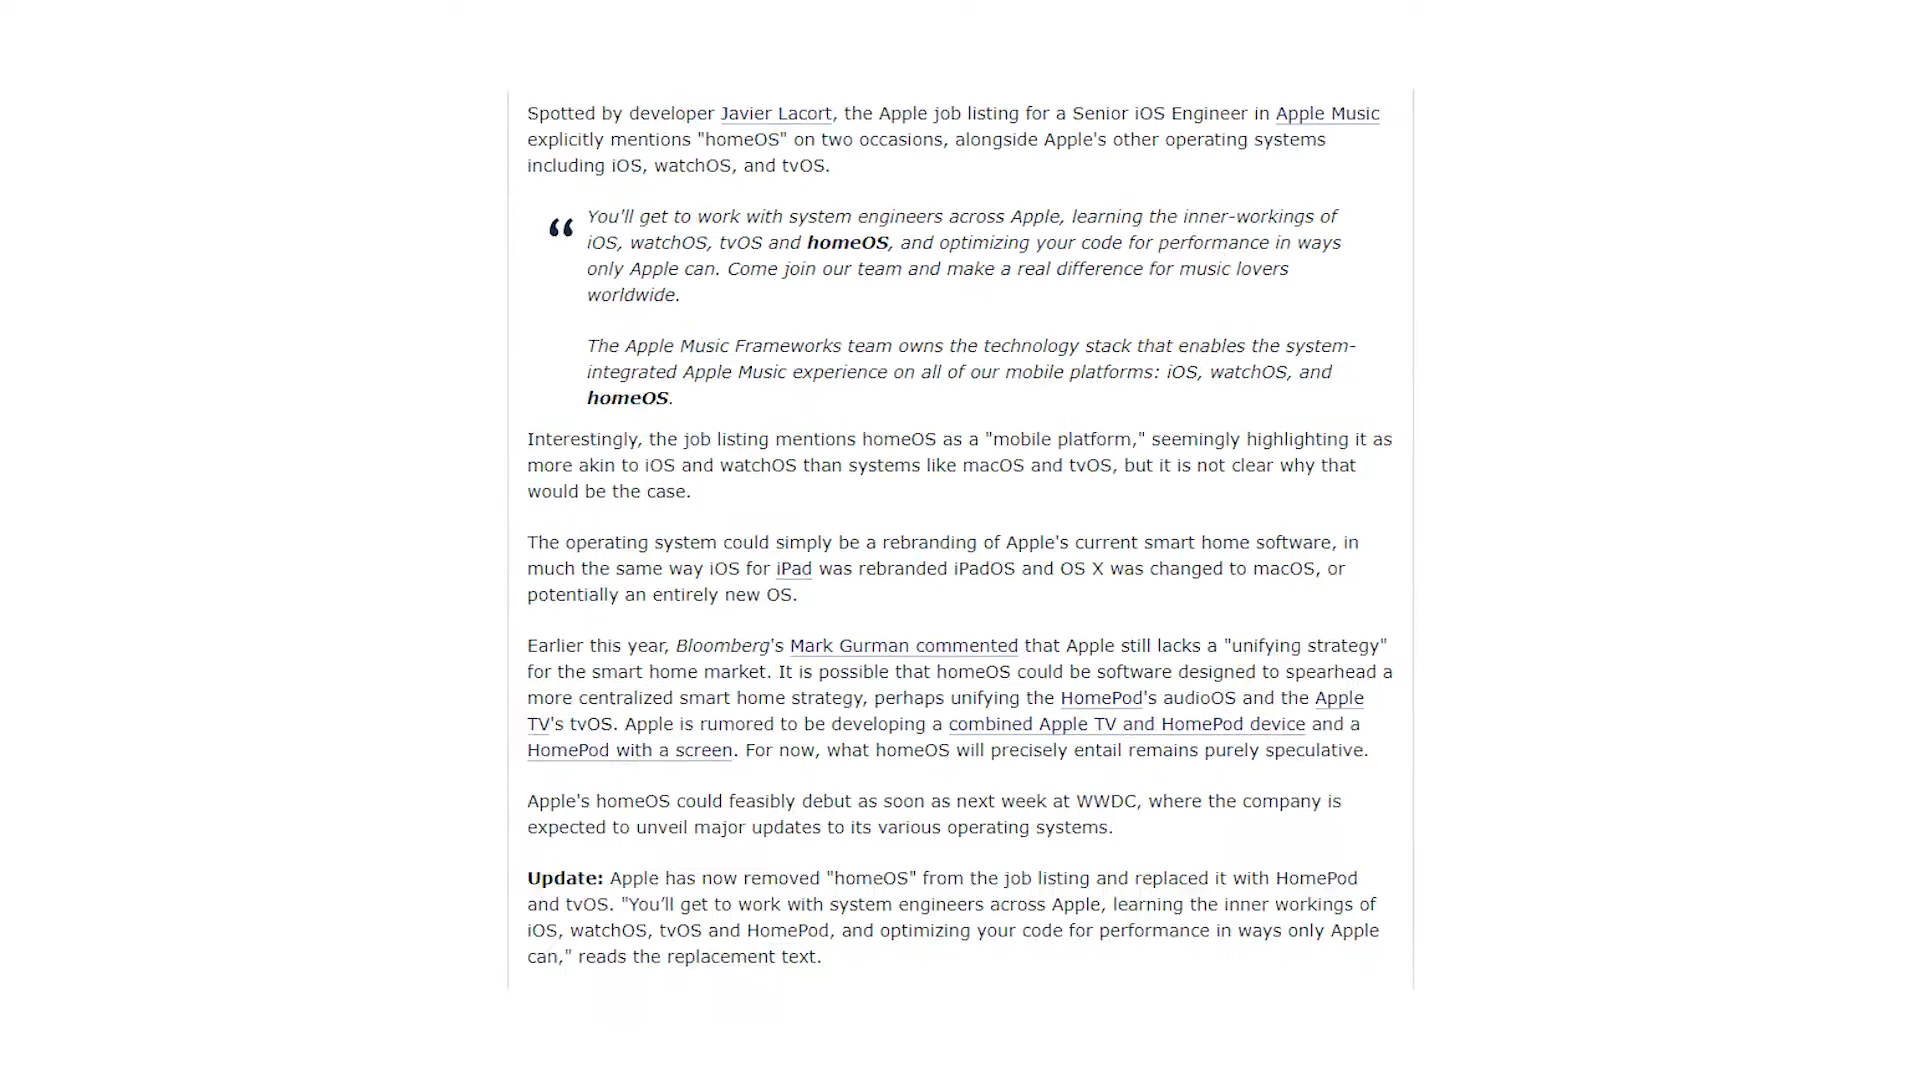 Spotted by developer Javier Lacort, the Apple job listing for a Senior iOS Engineer in Apple Music
explicitly mentions "homeOS" on two occasions, alongside Apple's other operating systems
including iOS, watchOS, and tvOS.
“ You'll get to work with system engineers across Apple, learning the inner-workings of
iOS, watchOS, tvOS and homeOS, and optimizing your code for performance in ways
only Apple can. Come join our team and make a real difference for music lovers
worldwide.
The Apple Music Frameworks team owns the technology stack that enables the system-
integrated Apple Music experience on all of our mobile platforms: iOS, watchOS, and
homeOS.
Interestingly, the job listing mentions homeOS as a "mobile platform," seemingly highlighting it as
more akin to iOS and watchOS than systems like macOS and tvOS, but it is not clear why that
would be the case.
The operating system could simply be a rebranding of Apple's current smart home software, in
much the same way iOS for iPad was rebranded iPadOS and OS X was changed to macOS, or
potentially an entirely new OS.
Earlier this year, Bloomberg's Mark Gurman commented that Apple still lacks a "unifying strategy"
for the smart home market. It is possible that homeOS could be software designed to spearhead a
more centralized smart home strategy, perhaps unifying the HomePod's audioOS and the Apple
TV's tvOS. Apple is rumored to be developing a combined Apple TV and HomePod device and a
HomePod with a screen. For now, what homeOS will precisely entail remains purely speculative.
Apple's homeOS could feasibly debut as soon as next week at WWDC, where the company is
expected to unveil major updates to its various operating systems.
Update: Apple has now removed "homeOS" from the job listing and replaced it with HomePod
and tvOS. "You’ll get to work with system engineers across Apple, learning the inner workings of
iOS, watchOS, tvOS and HomePod, and optimizing your code for performance in ways only Apple
can," reads the replacement text.